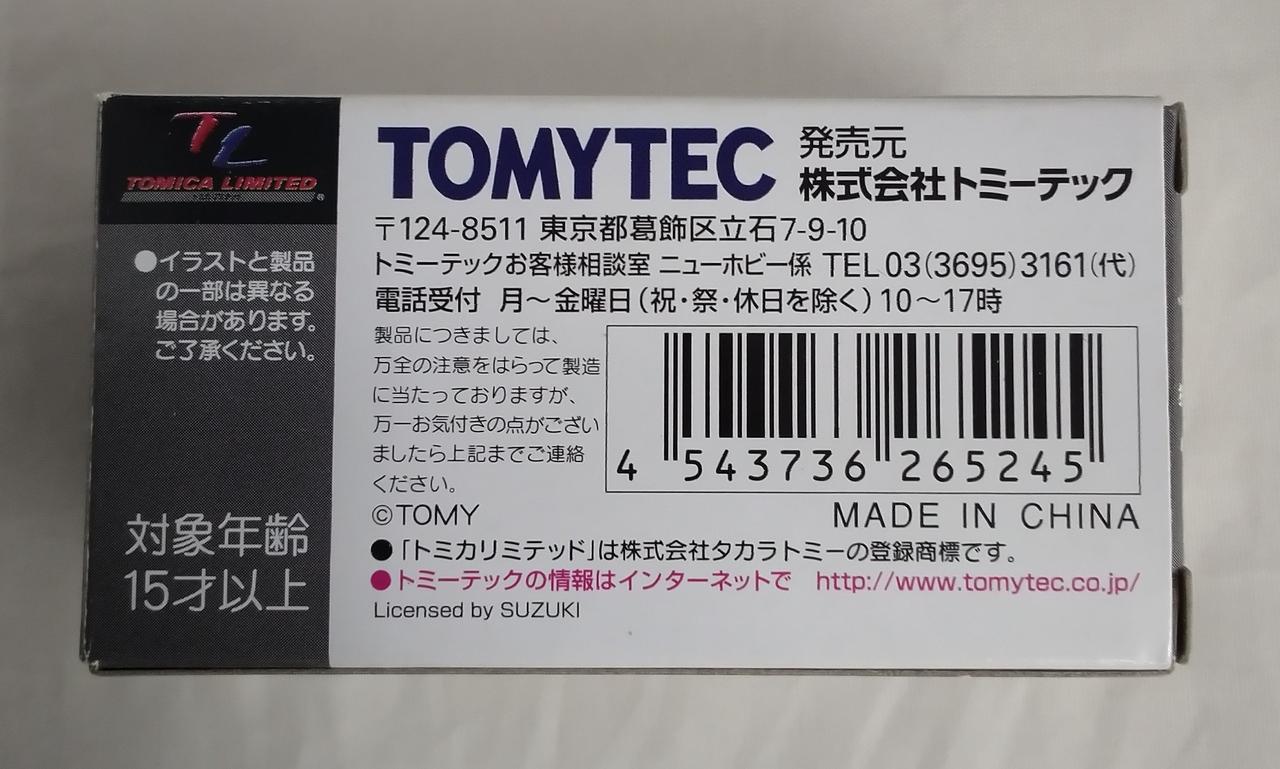 TL
TOMICA LIMITED
®
●イラストと製品
の一部は異なる
場合があります。
ご了承ください。
対象年齢
15才以上
TOMYTEC
発売元
株式会社トミーテック
〒124-8511 東京都葛飾区立石7-9-10
トミーテックお客様相談室 ニューホビー係 TEL.03(3695)3161(代)
電話受付 月〜金曜日(祝・祭・休日を除く)10〜17時
製品につきましては、
万全の注意をはらって製造
に当たっておりますが、
万一お気付きの点がござい
ましたら上記までご連絡
ください。
4 543736 265245
©TOMY
MADE IN CHINA
●「トミカリミテッド」は株式会社タカラトミーの登録商標です。
●トミーテックの情報はインターネットで http://www.tomytec.co.jp/
Licensed by SUZUKI